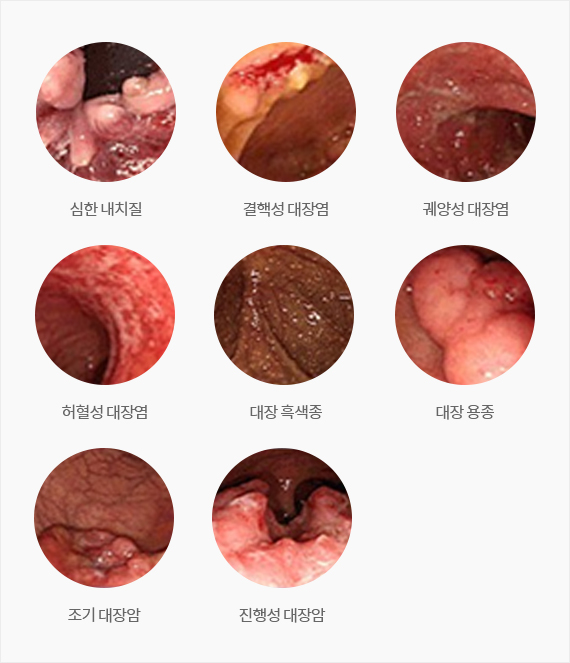 심한 내치질
결핵성 대장염
궤양성 대장염
허혈성 대장염
대장 흑색종
대장 용종
조기 대장암
진행성 대장암